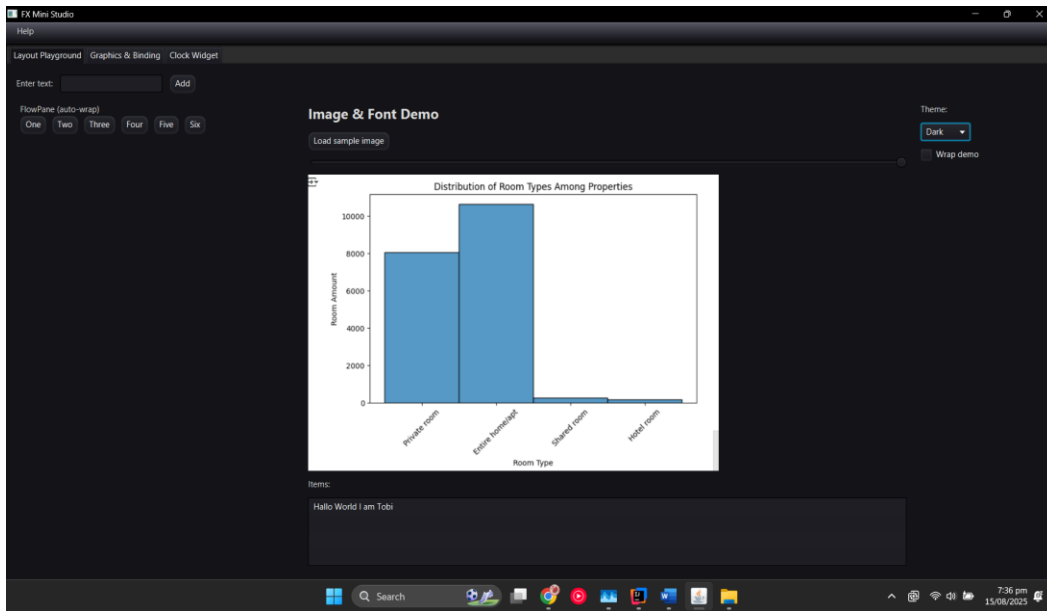 FX Mini Studio
Help
Layout Playground Graphics & Binding Clock Widget
Enter text: Add
FlowPane (auto-wrap)
One Two Three Four Five Six
Image & Font Demo
Load sample image
Theme:
Dark
Wrap demo
Distribution of Room Types Among Properties
10000
8000
6000
4000
2000
0
Room Amount
Private room Entire home/apt Shared room Hotel room
Room Type
Items:
Hallo World I am Tobi
Search
7:36 pm
15/08/2025